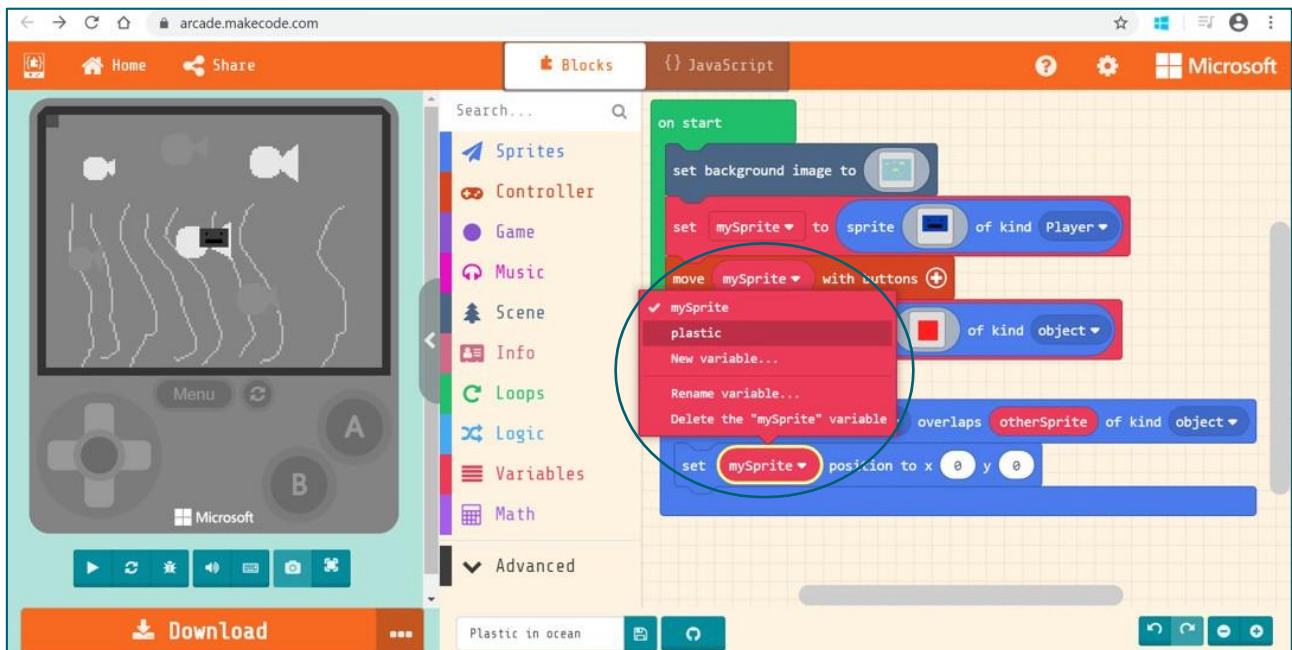 arcade.makecode.com
Home
Share
Blocks
{} JavaScript
Microsoft
Menu
A
B
Microsoft
Download
Search...
Sprites
Controller
Game
Music
Scene
Info
Loops
Logic
Variables
Math
Advanced
Plastic in ocean
on start
set background image to
set mySprite to sprite of kind Player
move mySprite with buttons
of kind object
mySprite
plastic
New variable...
Rename variable...
Delete the "mySprite" variable
overlaps otherSprite of kind object
set mySprite position to x 0 y 0